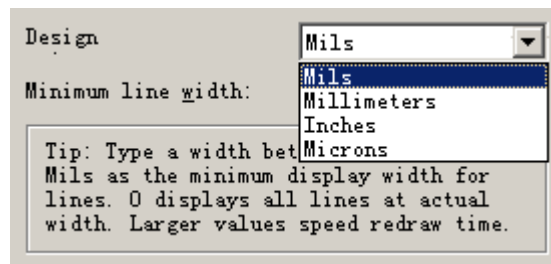 Design
Mils
Mils
Minimum line width:
Millimeters
Inches
Microns
Tip: Type a width
Mils as the minimum display width for
lines. 0 displays all lines at actual
width. Larger values speed redraw time.